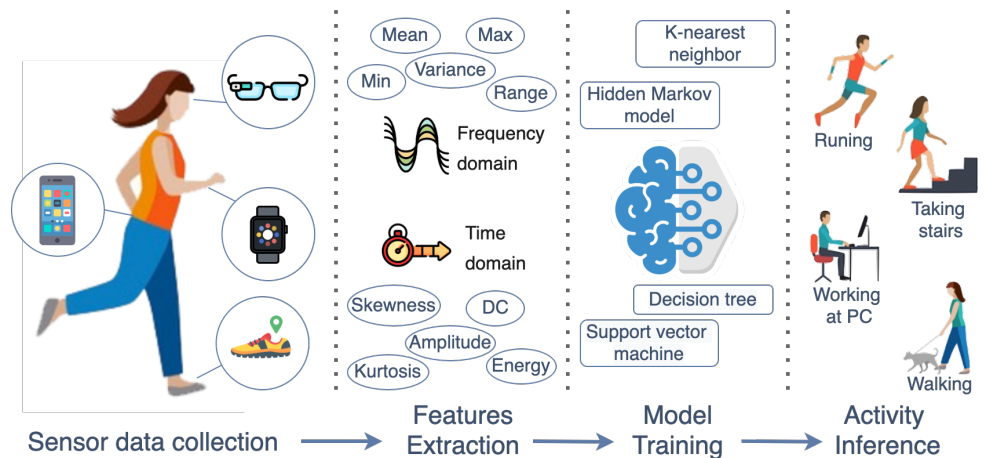 Mean
Max
Min
Variance
Range
Frequency
domain
Time
domain
Skewness
DC
Amplitude
Kurtosis
Energy
K-nearest
neighbor
Hidden Markov
model
Decision tree
Support vector
machine
Runing
Taking
stairs
Working
at PC
Walking
Sensor data collection
Features
Extraction
Model
Training
Activity
Inference